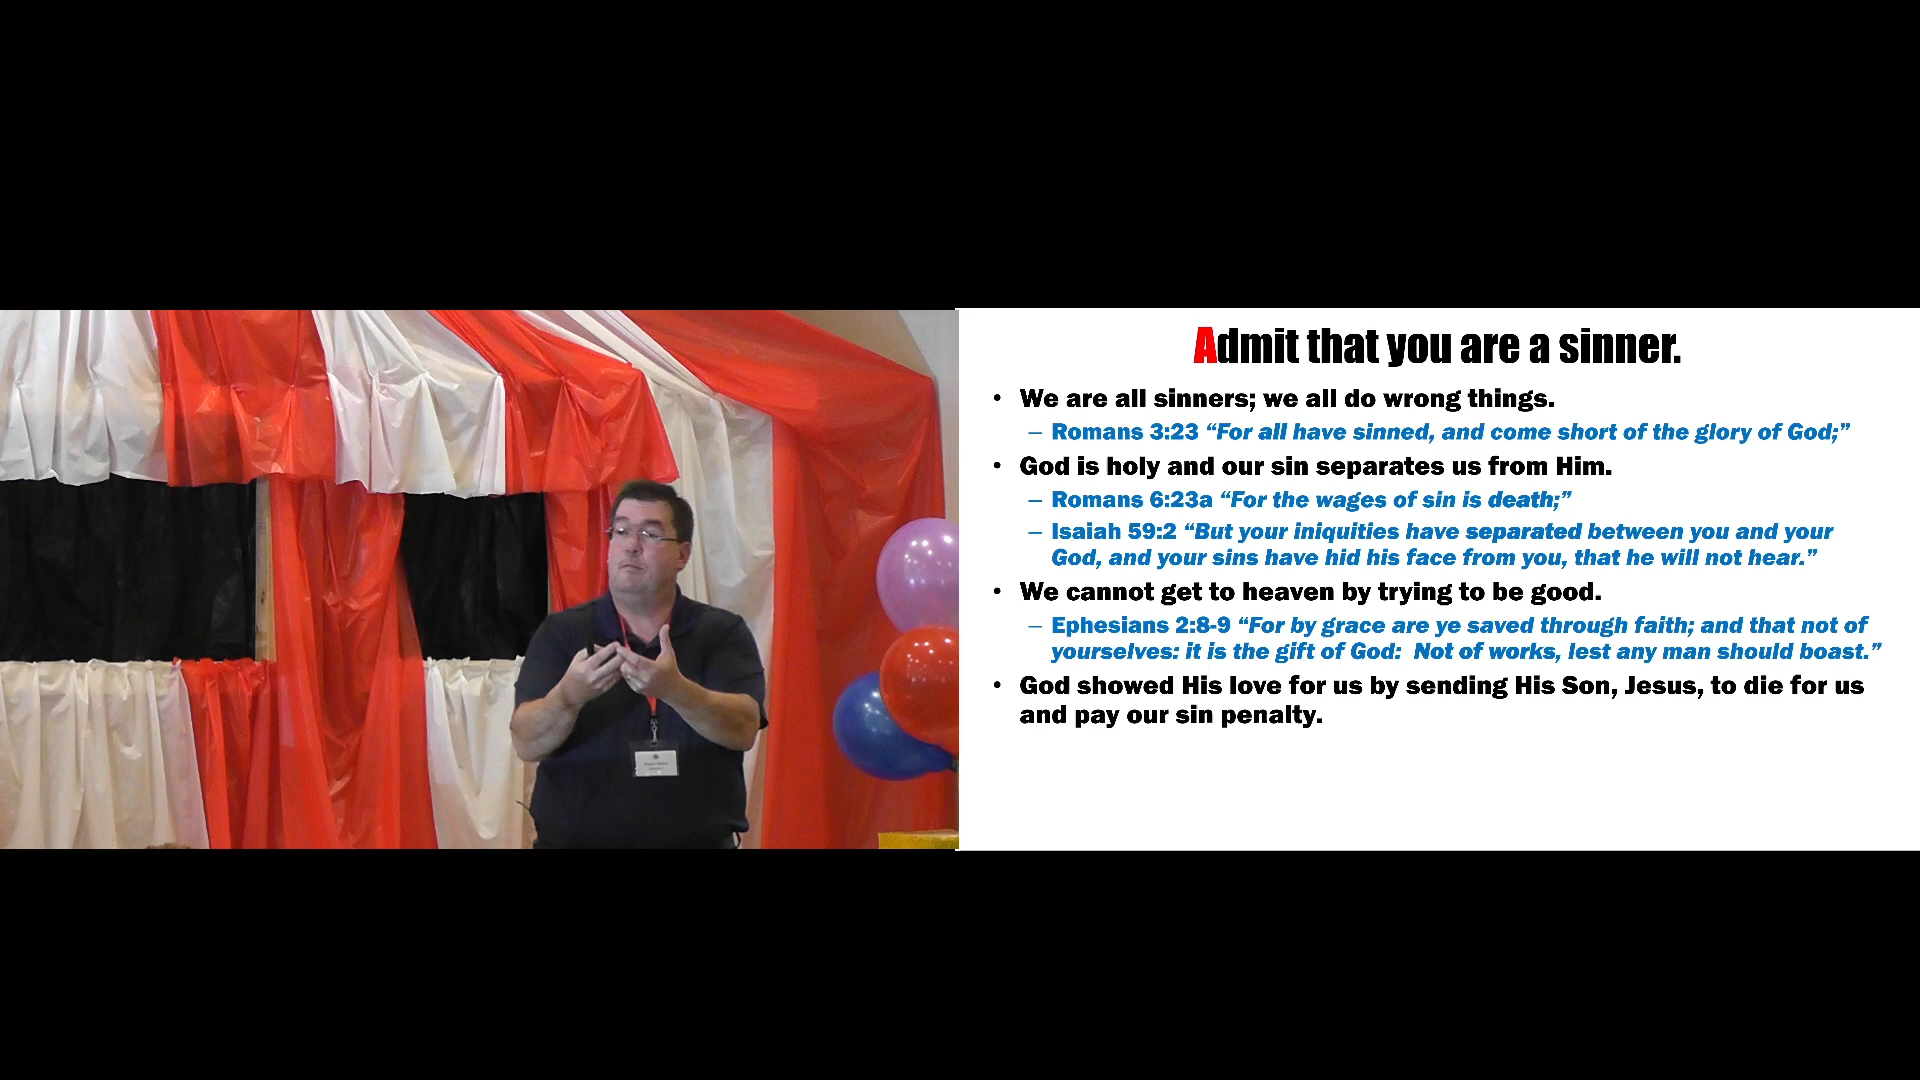 Admit that you are a sinner.
• We are all sinners; we all do wrong things.
– Romans 3:23 “For all have sinned, and come short of the glory of God;”
• God is holy and our sin separates us from Him.
– Romans 6:23a “For the wages of sin is death;”
– Isaiah 59:2 “But your iniquities have separated between you and your
God, and your sins have hid his face from you, that he will not hear.”
• We cannot get to heaven by trying to be good.
– Ephesians 2:8-9 “For by grace are ye saved through faith; and that not of
yourselves: it is the gift of God:  Not of works, lest any man should boast.”
• God showed His love for us by sending His Son, Jesus, to die for us
and pay our sin penalty.